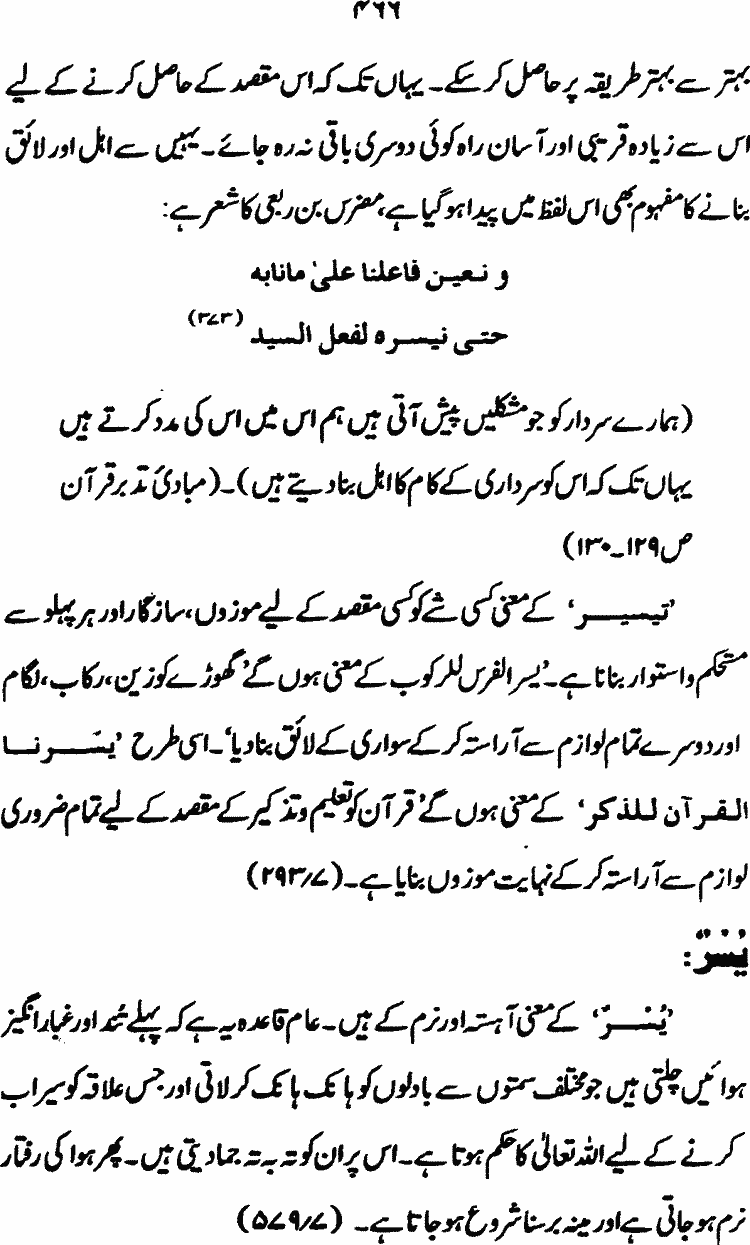 ۴۶۶
بہتر سے بہتر طریقہ پر حاصل کر سکے۔ یہاں تک کہ اس مقصد کے حاصل کرنے کے لیے
اس سے زیادہ قریبی اور آسان راہ کوئی دوسری باقی نہ رہ جائے۔ یہیں سے اہل اور لائق
بنانے کا مفہوم بھی اس لفظ میں پیدا ہو گیا ہے، مضرس بن ربعی کا شعر ہے:
و نعین فاعلنا علیٰ مانابه
حتی نیسره لفعل السید (۳۷۳)
(ہمارے سردار کو جو مشکلیں پیش آتی ہیں ہم اس میں اس کی مدد کرتے ہیں
یہاں تک کہ اس کو سرداری کے کام کا اہل بنا دیتے ہیں)۔ (مبادیٔ تدبر قرآن
ص ۱۲۹۔۱۳۰)
’تیسیر‘ کے معنی کسی شے کو کسی مقصد کے لیے موزوں، سازگار اور ہر پہلو سے
مستحکم و استوار بنانا ہے۔ ’یسر الفرس للرکوب کے معنی ہوں گے’ گھوڑے کو زین، رکاب، لگام
اور دوسرے تمام لوازم سے آراستہ کر کے سواری کے لائق بنا دیا‘۔ اسی طرح ’یسّرنا
القرآن للذکر‘ کے معنی ہوں گے’ قرآن کو تعلیم و تذکیر کے مقصد کے لیے تمام ضروری
لوازم سے آراستہ کر کے نہایت موزوں بنایا ہے۔ (۲۹۳/۷)
یُسْرٌ:
’یُسْرٌ‘ کے معنی آہستہ اور نرم کے ہیں۔ عام قاعدہ یہ ہے کہ پہلے تُند اور غبار انگیز
ہوائیں چلتی ہیں جو مختلف سمتوں سے بادلوں کو ہانک ہانک کر لاتی اور جس علاقہ کو سیراب
کرنے کے لیے اللہ تعالیٰ کا حکم ہوتا ہے۔ اس پر ان کو تہ بہ تہ جما دیتی ہیں۔ پھر ہوا کی رفتار
نرم ہو جاتی ہے اور مینہ برسنا شروع ہو جاتا ہے۔ (۵۷۹/۷)